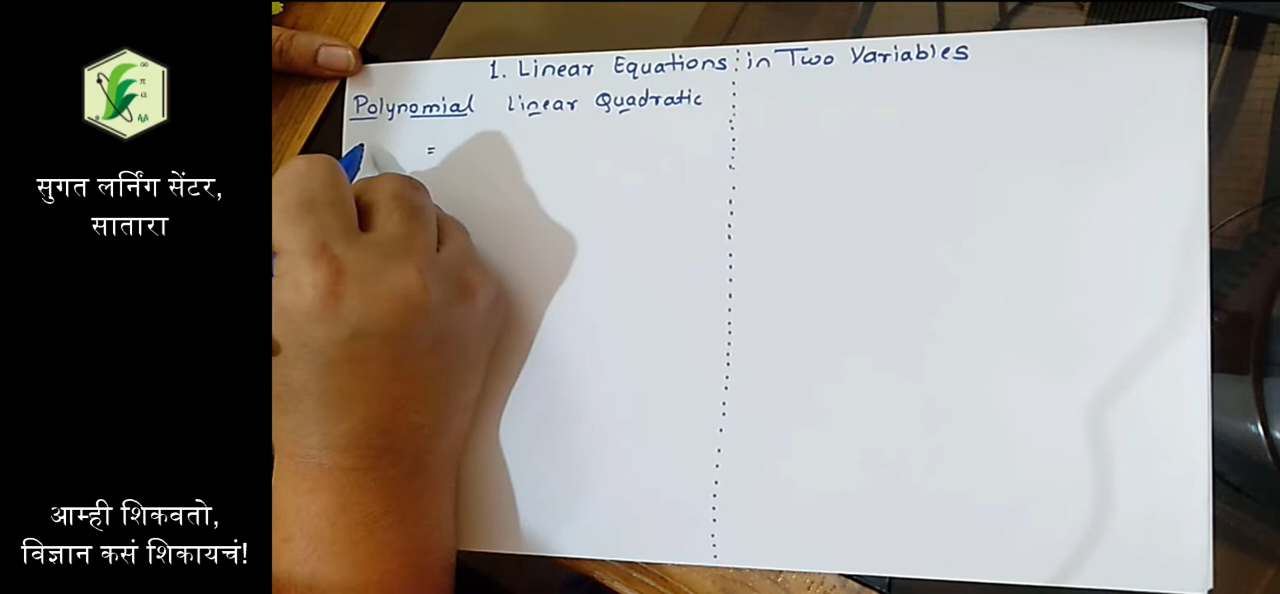 सुगत लर्निंग सेंटर,
सातारा
आम्ही शिकवतो,
विज्ञान कसं शिकायचं!
1. Linear Equations in Two Variables
Polynomial Linear Quadratic
=